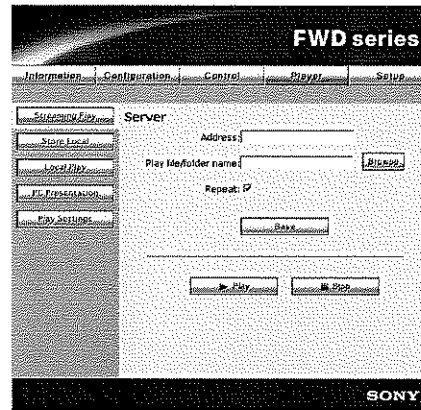 FWD series
Information Configuration Control Player Setup
Streaming Play
Server
Address:
Store Local
Play file/folder name: Browse
Local Play
Repeat:
PC Presentation
Play Settings
Save
Play Stop
SONY